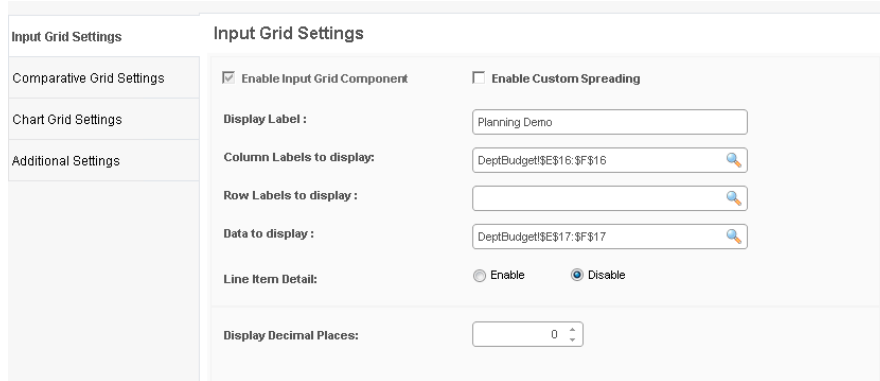 Input Grid Settings
Comparative Grid Settings
Chart Grid Settings
Additional Settings
Input Grid Settings
Enable Input Grid Component
Enable Custom Spreading
Display Label :
Planning Demo
Column Labels to display:
DeptBudget!$E$16:$F$16
Row Labels to display :
Data to display :
DeptBudget!$E$17:$F$17
Line Item Detail:
Enable
Disable
Display Decimal Places:
0